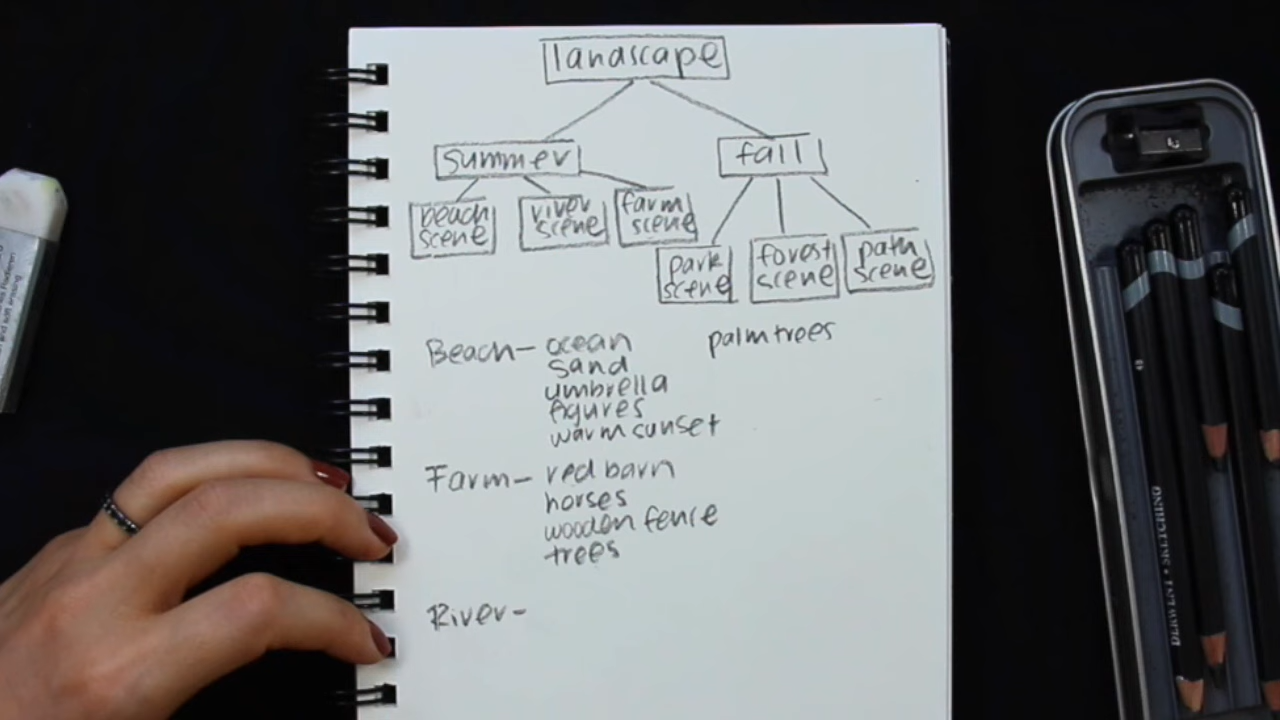 landscape
summer
fall
beach
scene
river
scene
farm
scene
park
scene
forest
scene
path
scene
Beach- ocean
sand
umbrella
figures
warm sunset
palm trees
Farm- red barn
horses
wooden fence
trees
River-
DERWENT • SKETCHING